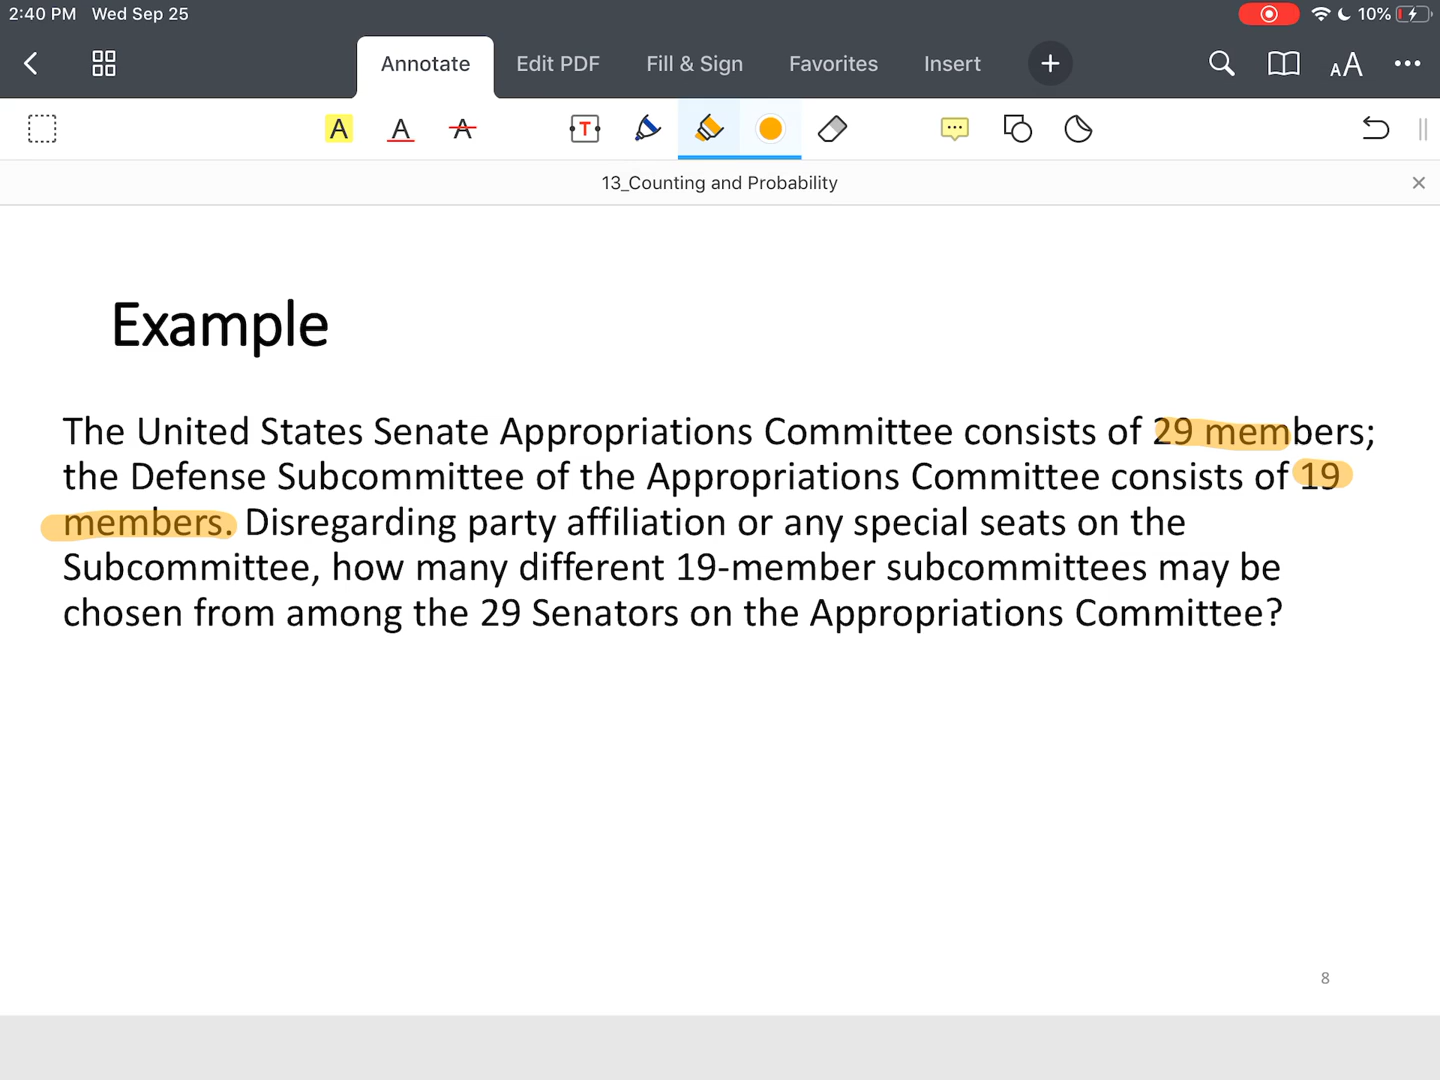 2:40 PM Wed Sep 25
10%
Annotate
Edit PDF
Fill & Sign
Favorites
Insert
AA
A
A
A
T
13_Counting and Probability
Example
The United States Senate Appropriations Committee consists of 29 members;
the Defense Subcommittee of the Appropriations Committee consists of 19
members. Disregarding party affiliation or any special seats on the
Subcommittee, how many different 19-member subcommittees may be
chosen from among the 29 Senators on the Appropriations Committee?
8